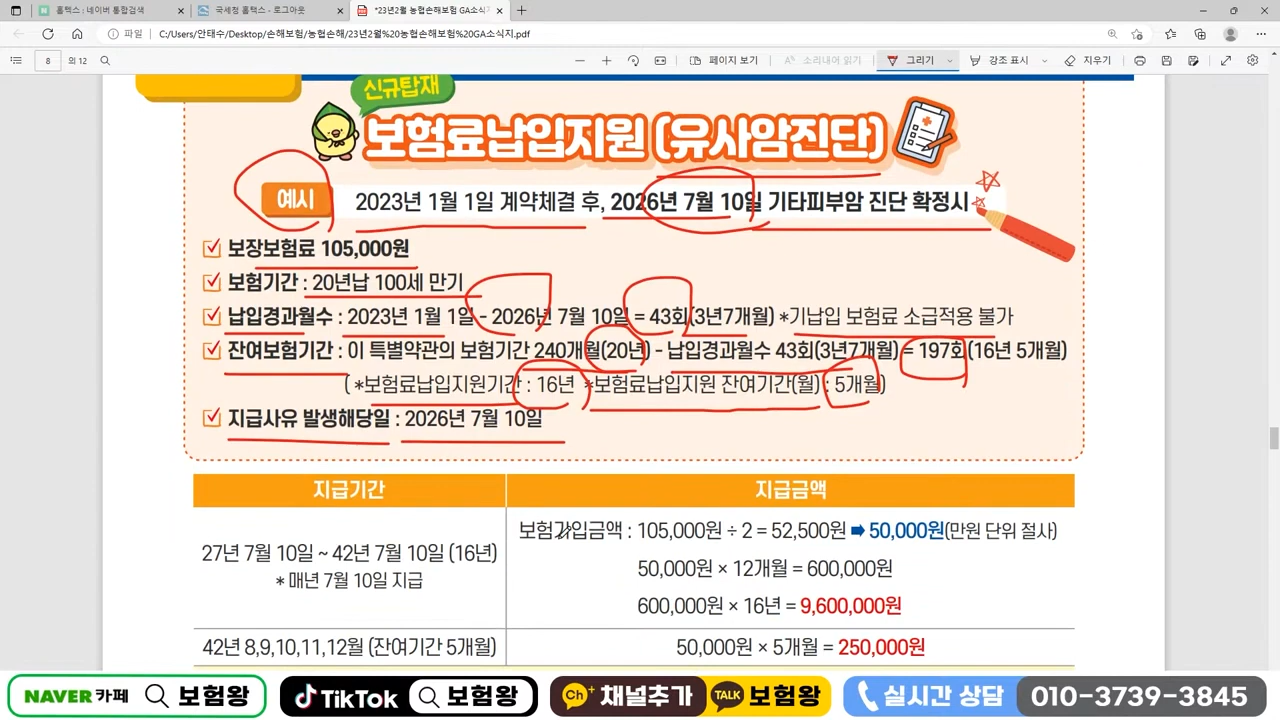 홈택스 : 네이버 통합검색
국세청 홈택스 - 로그아웃
*23년2월 농협손해보험 GA소식지
파일
C:/Users/안태수/Desktop/손해보험/농협손해/23년2월%20농협손해보험%20GA소식지.pdf
8 의 12
페이지 보기
소리내어 읽기
그리기
강조 표시
지우기
신규탑재
보험료납입지원 (유사암진단)
예시 2023년 1월 1일 계약체결 후, 2026년 7월 10일 기타피부암 진단 확정시
보장보험료 105,000원
보험기간 : 20년납 100세 만기
납입경과월수 : 2023년 1월 1일 - 2026년 7월 10일 = 43회(3년7개월) *기납입 보험료 소급적용 불가
잔여보험기간 : 이 특별약관의 보험기간 240개월(20년) - 납입경과월수 43회(3년7개월) = 197회(16년 5개월)
( *보험료납입지원기간 : 16년 *보험료납입지원 잔여기간(월) : 5개월)
지급사유 발생해당일 : 2026년 7월 10일
지급기간 지급금액
보험가입금액 : 105,000원 ÷ 2 = 52,500원 ➡ 50,000원(만원 단위 절사)
27년 7월 10일 ~ 42년 7월 10일 (16년)
* 매년 7월 10일 지급
50,000원 × 12개월 = 600,000원
600,000원 × 16년 = 9,600,000원
42년 8,9,10,11,12월 (잔여기간 5개월) 50,000원 × 5개월 = 250,000원
NAVER 카페 보험왕
TikTok 보험왕
Ch+ 채널추가 TALK 보험왕
실시간 상담 010-3739-3845